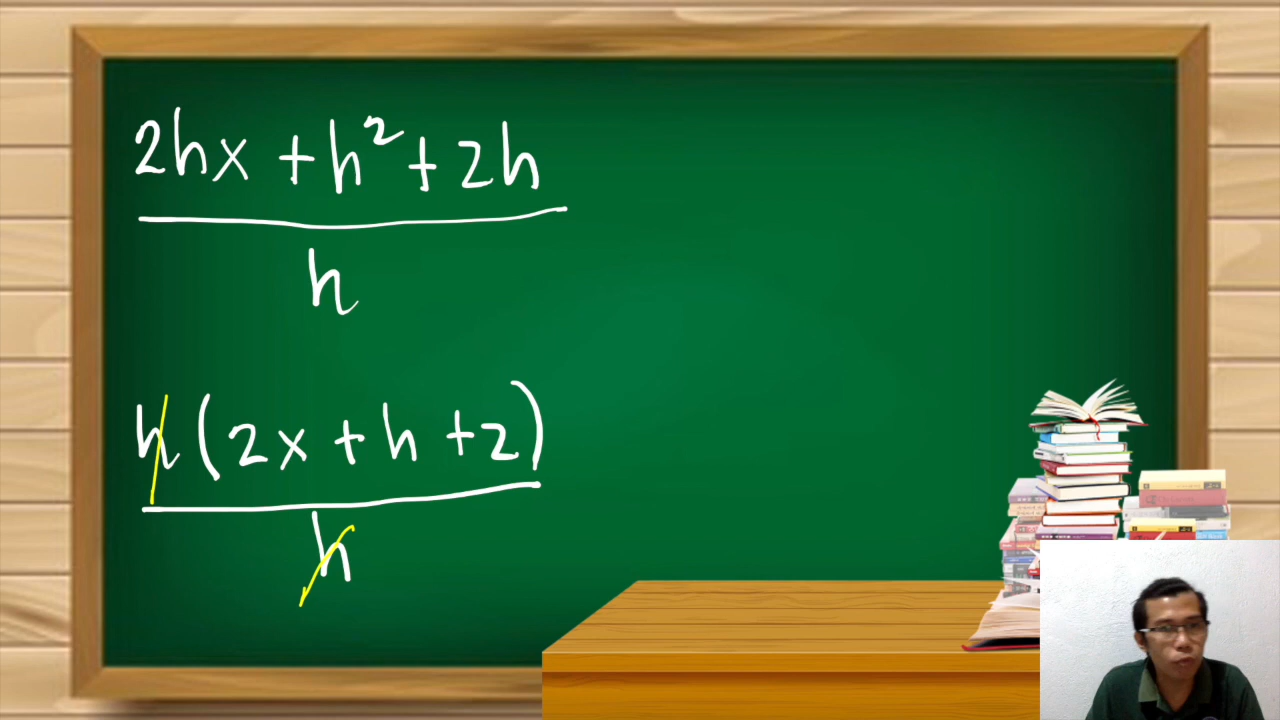 2hx + h² + 2h
h
h (2x + h + 2)
h